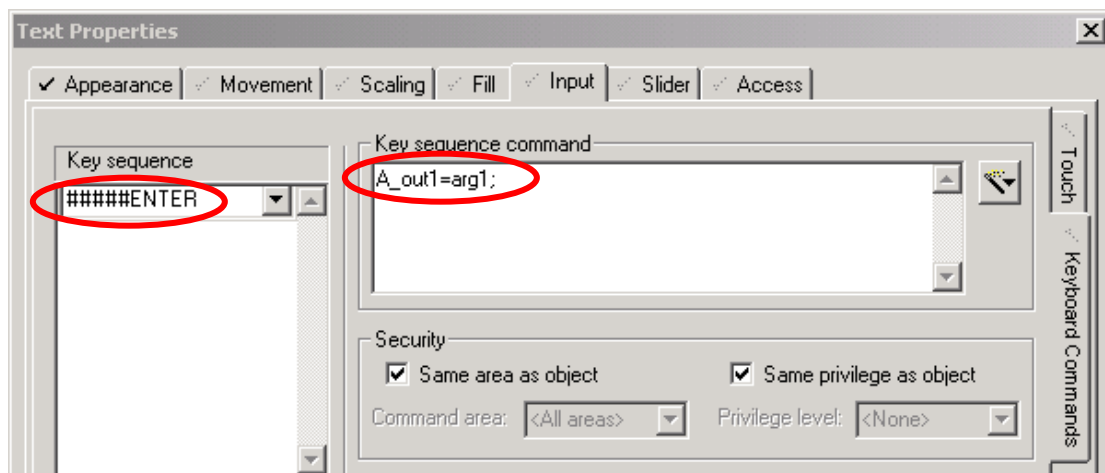 Text Properties
Appearance Movement Scaling Fill Input Slider Access
Key sequence
#####ENTER
Key sequence command
A_out1=arg1;
Touch
Keyboard Commands
Security
Same area as object Same privilege as object
Command area: <All areas> Privilege level: <None>